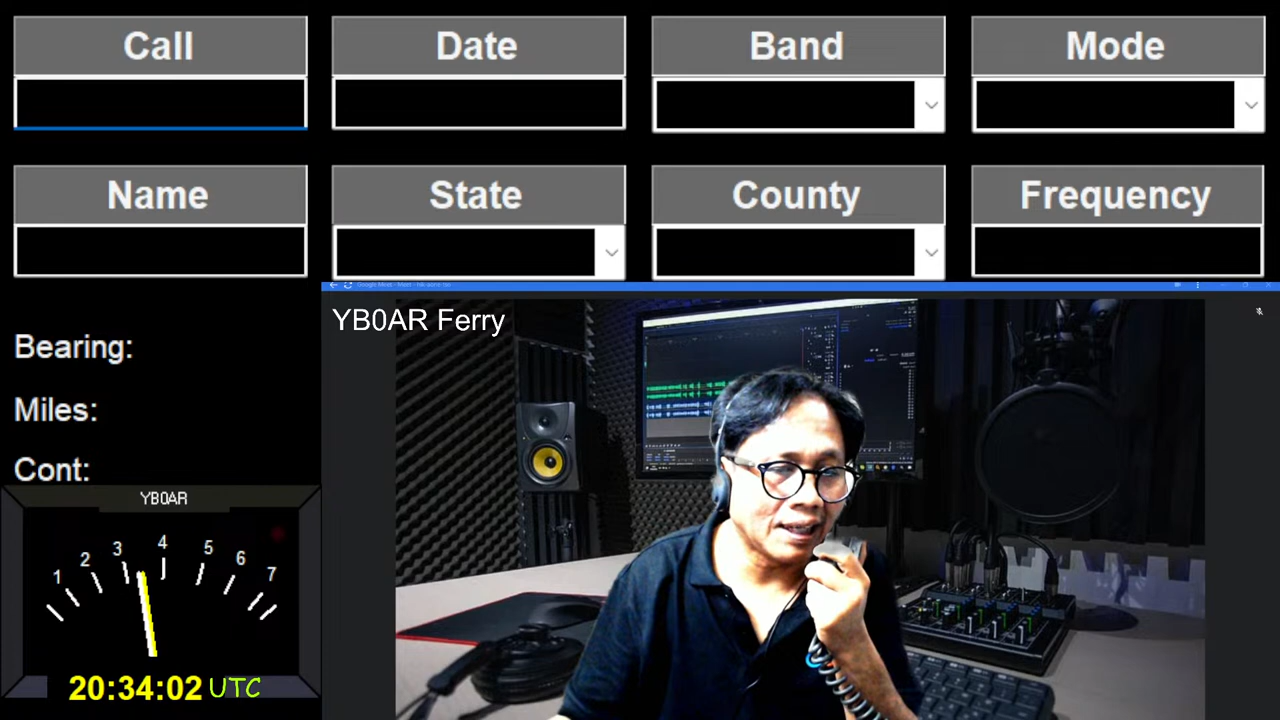 Call
Date
Band
Mode
Name
State
County
Frequency
YB0AR Ferry
Bearing:
Miles:
Cont:
YB0AR
1 2 3 4 5 6 7
20:34:02 UTC